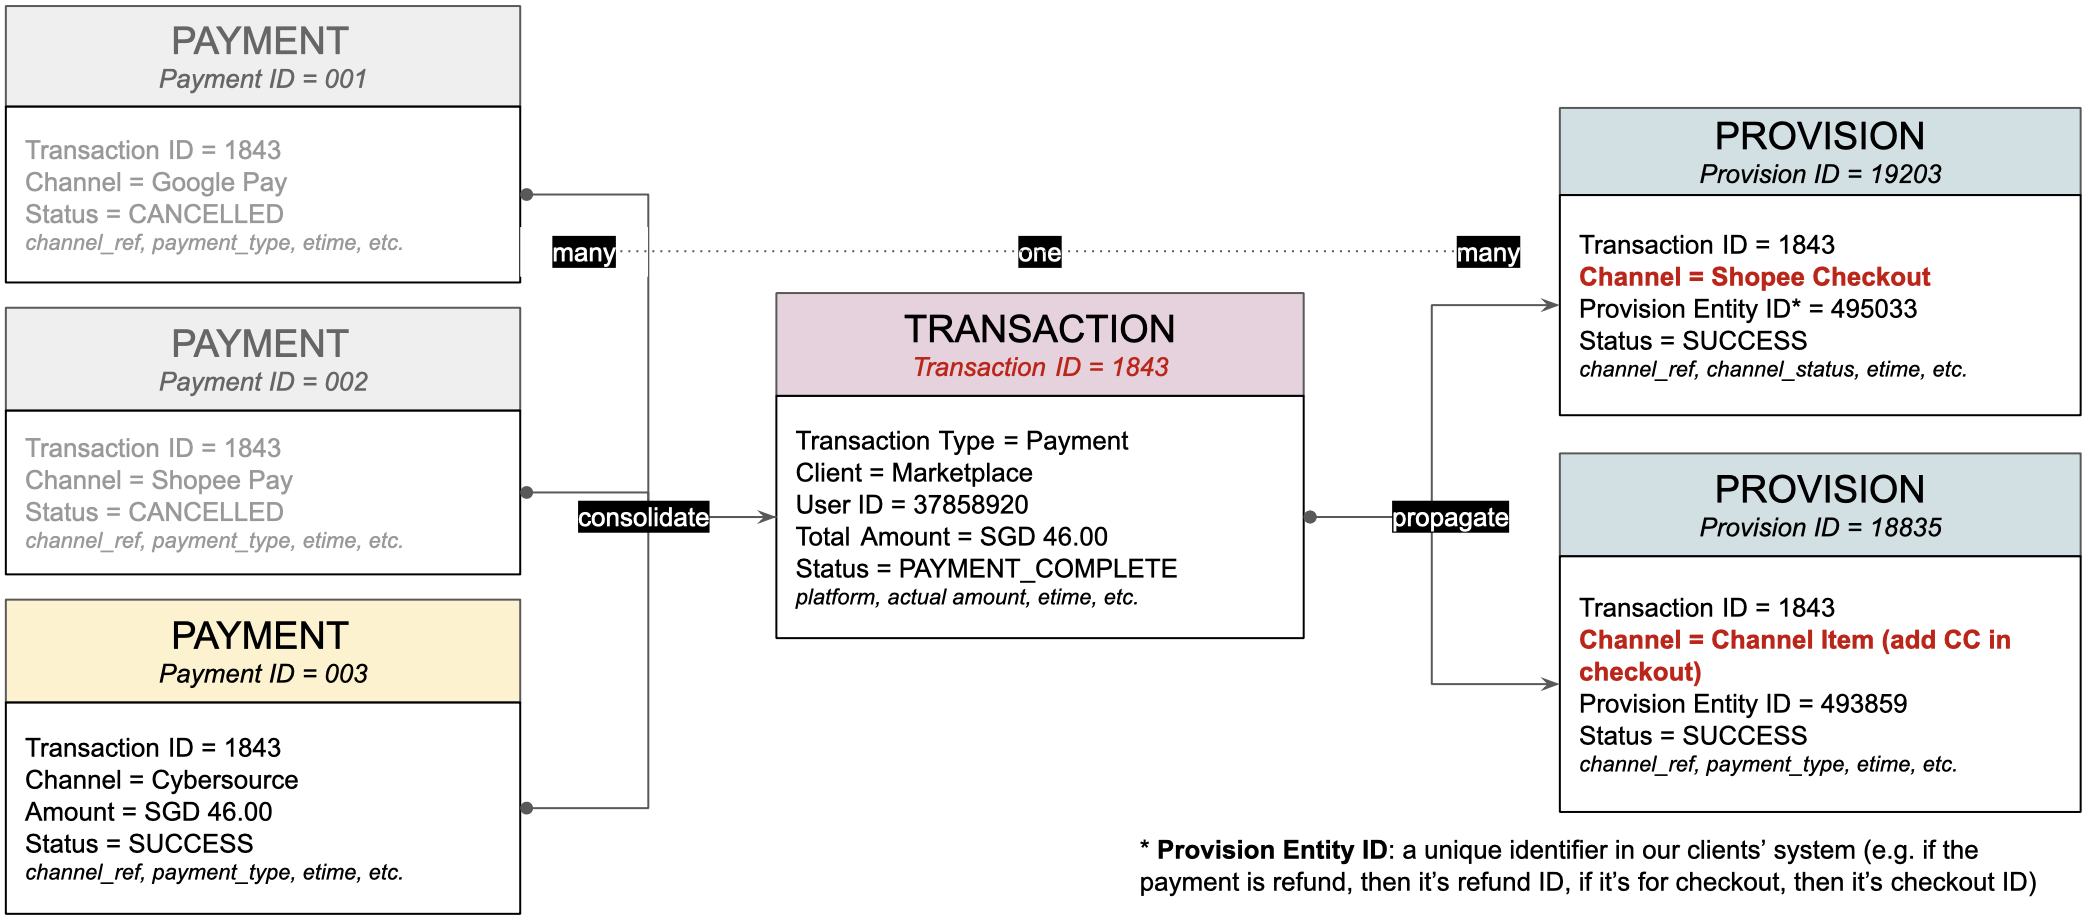 PAYMENT
Payment ID = 001
Transaction ID = 1843
Channel = Google Pay
Status = CANCELLED
channel_ref, payment_type, etime, etc.
PAYMENT
Payment ID = 002
Transaction ID = 1843
Channel = Shopee Pay
Status = CANCELLED
channel_ref, payment_type, etime, etc.
PAYMENT
Payment ID = 003
Transaction ID = 1843
Channel = Cybersource
Amount = SGD 46.00
Status = SUCCESS
channel_ref, payment_type, etime, etc.
many
one
many
consolidate
TRANSACTION
Transaction ID = 1843
Transaction Type = Payment
Client = Marketplace
User ID = 37858920
Total Amount = SGD 46.00
Status = PAYMENT_COMPLETE
platform, actual amount, etime, etc.
propagate
PROVISION
Provision ID = 19203
Transaction ID = 1843
Channel = Shopee Checkout
Provision Entity ID* = 495033
Status = SUCCESS
channel_ref, channel_status, etime, etc.
PROVISION
Provision ID = 18835
Transaction ID = 1843
Channel = Channel Item (add CC in
checkout)
Provision Entity ID = 493859
Status = SUCCESS
channel_ref, payment_type, etime, etc.
* Provision Entity ID: a unique identifier in our clients’ system (e.g. if the
payment is refund, then it’s refund ID, if it’s for checkout, then it’s checkout ID)